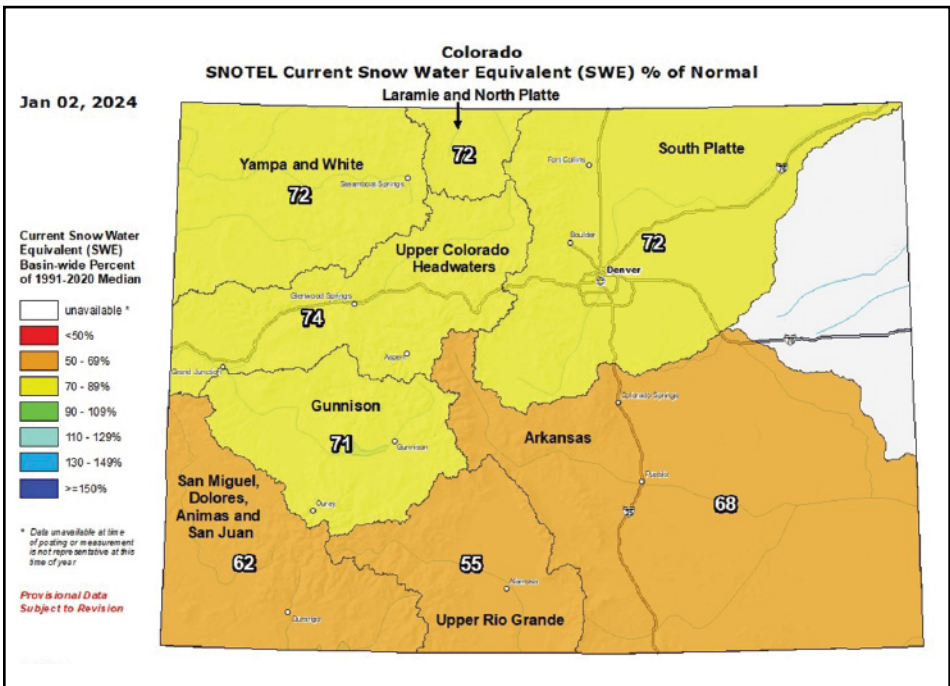 Colorado
SNOTEL Current Snow Water Equivalent (SWE) % of Normal
Jan 02, 2024
Laramie and North Platte
72
Yampa and White
72
Steamboat Springs
Fort Collins
South Platte
72
Boulder
Denver
Upper Colorado
Headwaters
Glenwood Springs
74
Aspen
Grand Junction
Gunnison
71
Gunnison
Ouray
Arkansas
Colorado Springs
Pueblo
68
San Miguel,
Dolores,
Animas and
San Juan
62
Durango
55
Alamosa
Upper Rio Grande
Current Snow Water
Equivalent (SWE)
Basin-wide Percent
of 1991-2020 Median
unavailable *
<50%
50 - 69%
70 - 89%
90 - 109%
110 - 129%
130 - 149%
>=150%
* Data unavailable at time
of posting or measurement
is not representative at this
time of year
Provisional Data
Subject to Revision